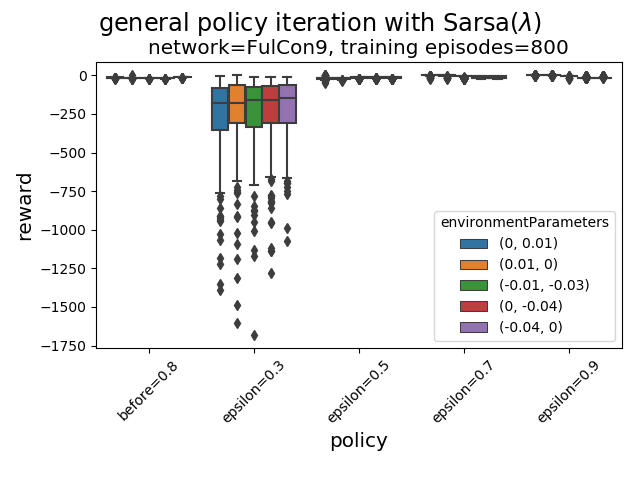 general policy iteration with Sarsa(λ)
network=FulCon9, training episodes=800
reward
0
−250
−500
−750
−1000
−1250
−1500
−1750
environmentParameters
(0, 0.01)
(0.01, 0)
(-0.01, -0.03)
(0, -0.04)
(-0.04, 0)
before=0.8
epsilon=0.3
epsilon=0.5
epsilon=0.7
epsilon=0.9
policy